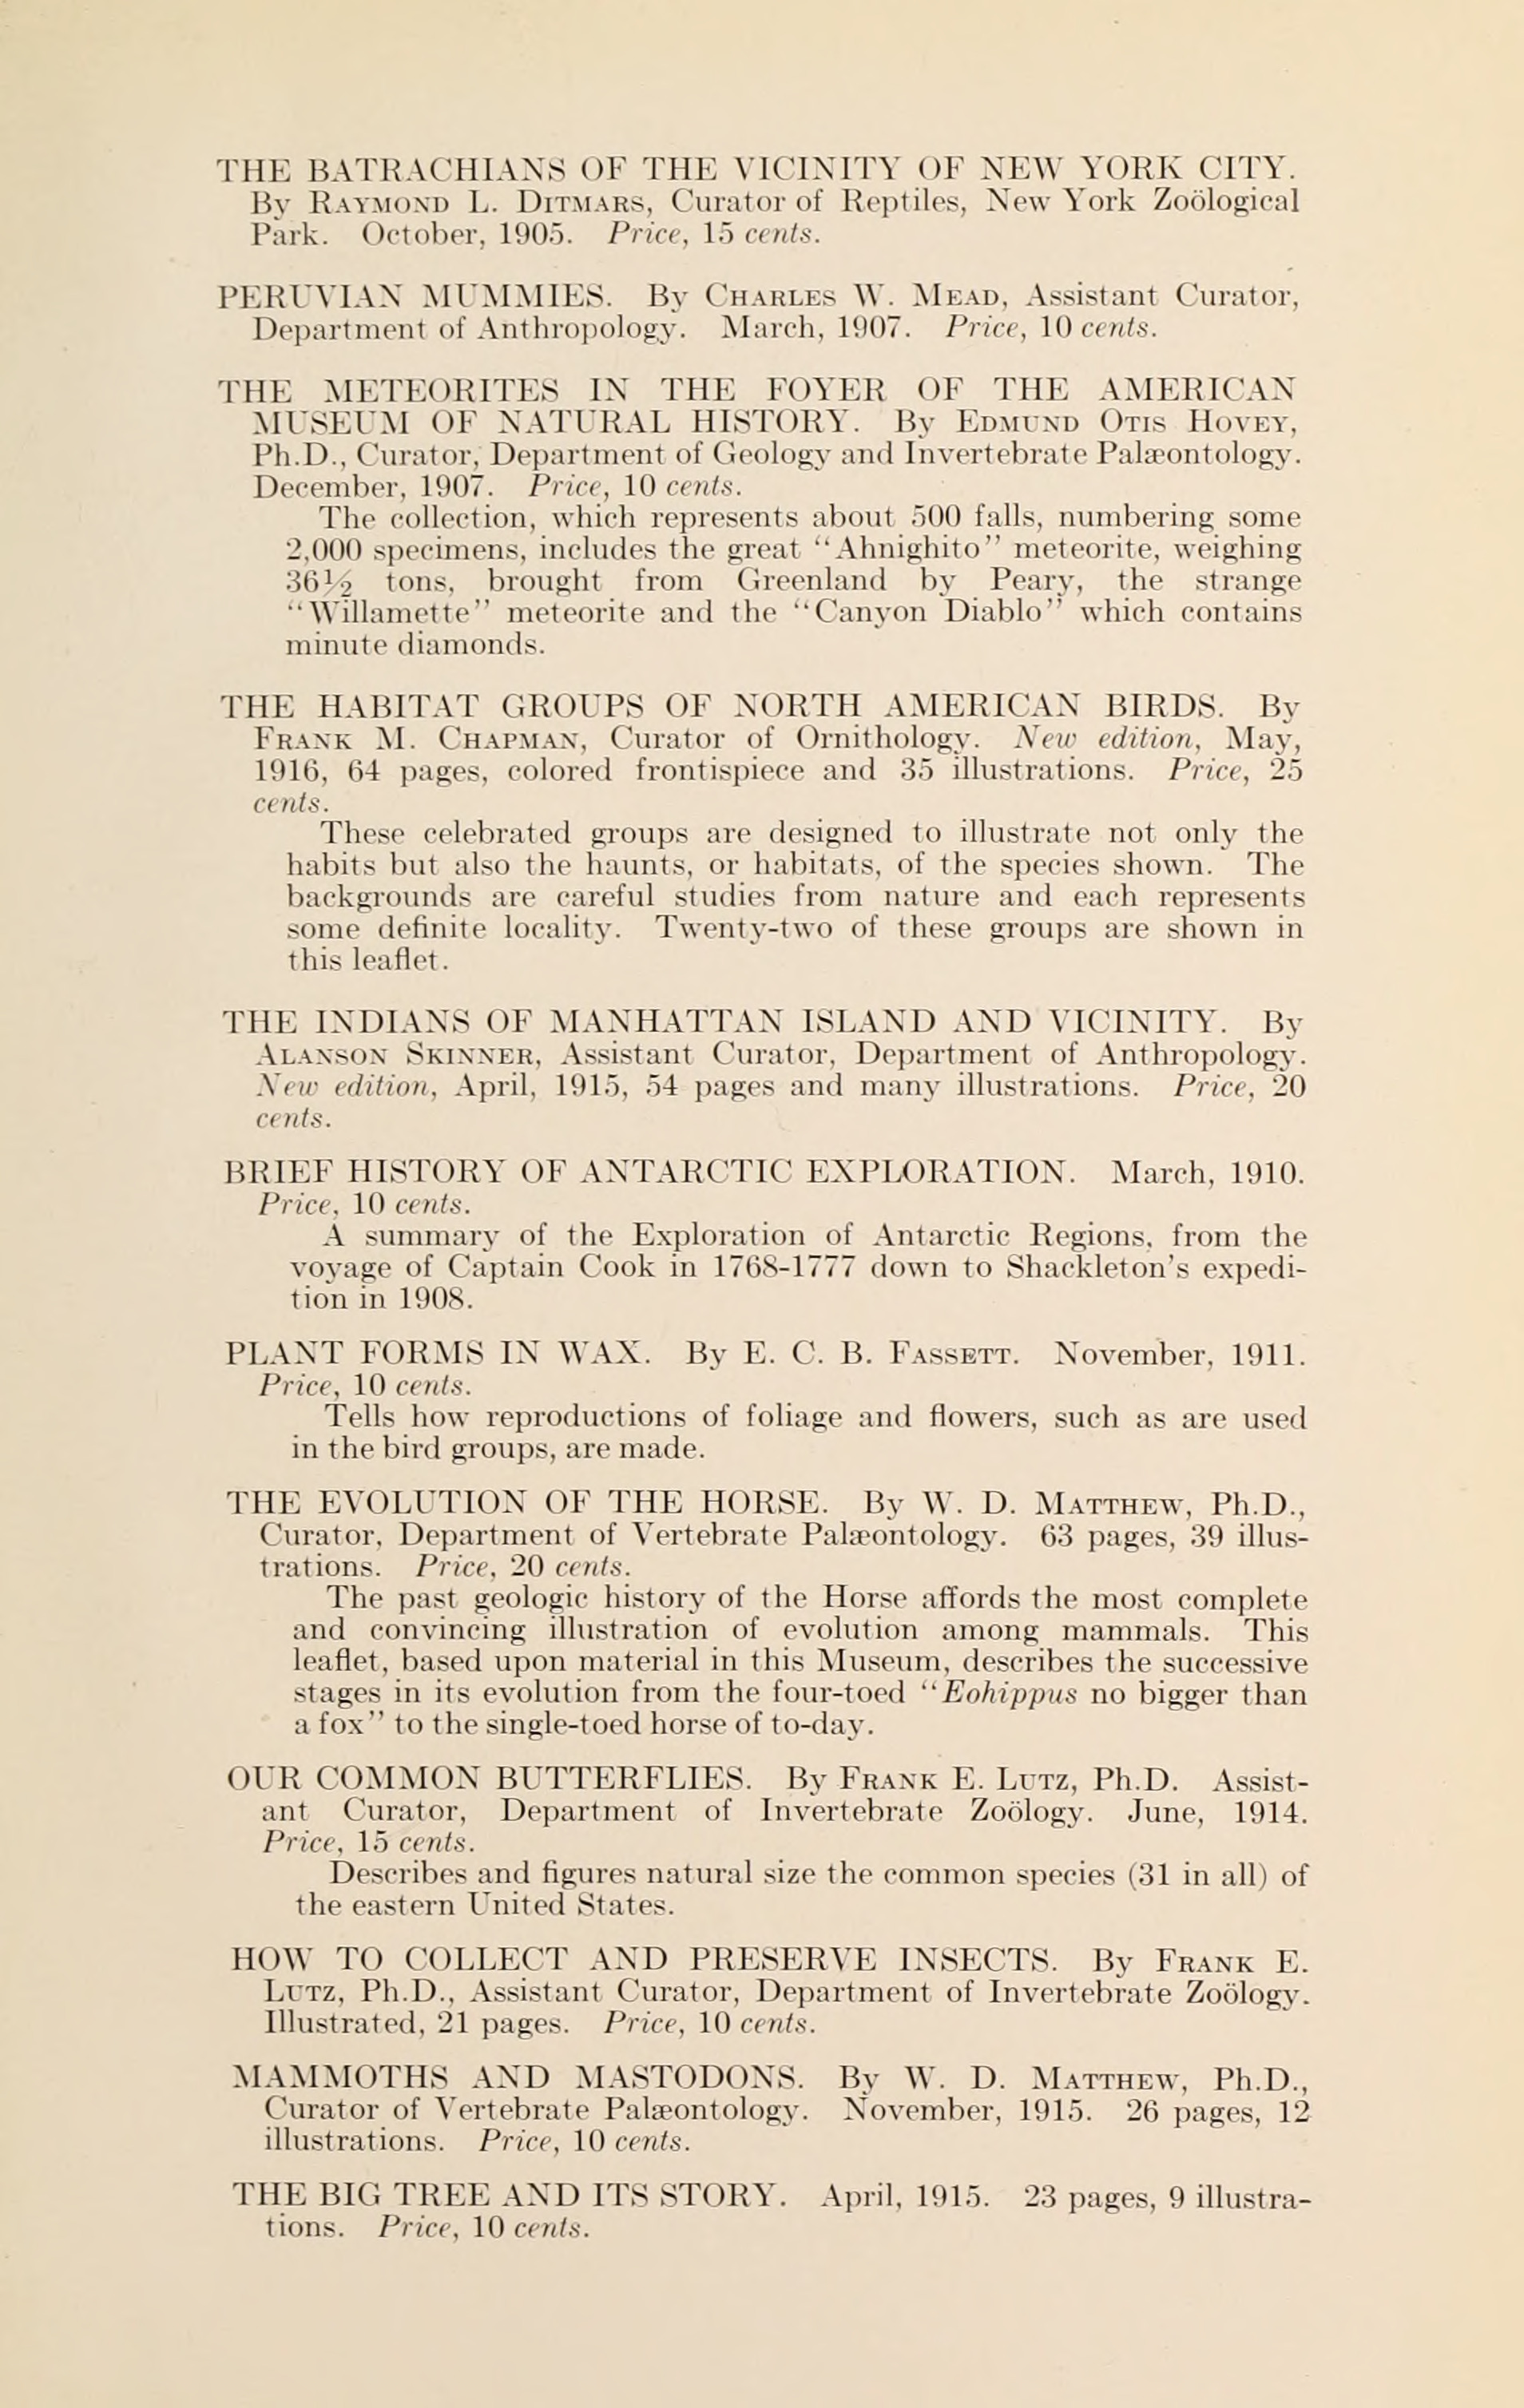 THE BATRACHIANS OF THE VICINITY OF NEW YORK CITY.
By RAYMOND L. DITMARS, Curator of Reptiles, New York Zoölogical
Park. October, 1905. Price, 15 cents.
PERUVIAN MUMMIES. By CHARLES W. MEAD, Assistant Curator,
Department of Anthropology. March, 1907. Price, 10 cents.
THE METEORITES IN THE FOYER OF THE AMERICAN
MUSEUM OF NATURAL HISTORY. By EDMUND OTIS HOVEY,
Ph.D., Curator, Department of Geology and Invertebrate Palæontology.
December, 1907. Price, 10 cents.
The collection, which represents about 500 falls, numbering some
2,000 specimens, includes the great "Ahnighito" meteorite, weighing
36½ tons, brought from Greenland by Peary, the strange
"Willamette" meteorite and the "Canyon Diablo" which contains
minute diamonds.
THE HABITAT GROUPS OF NORTH AMERICAN BIRDS. By
FRANK M. CHAPMAN, Curator of Ornithology. New edition, May,
1916, 64 pages, colored frontispiece and 35 illustrations. Price, 25
cents.
These celebrated groups are designed to illustrate not only the
habits but also the haunts, or habitats, of the species shown. The
backgrounds are careful studies from nature and each represents
some definite locality. Twenty-two of these groups are shown in
this leaflet.
THE INDIANS OF MANHATTAN ISLAND AND VICINITY. By
ALANSON SKINNER, Assistant Curator, Department of Anthropology.
New edition, April, 1915, 54 pages and many illustrations. Price, 20
cents.
BRIEF HISTORY OF ANTARCTIC EXPLORATION. March, 1910.
Price, 10 cents.
A summary of the Exploration of Antarctic Regions, from the
voyage of Captain Cook in 1768-1777 down to Shackleton's expedi-
tion in 1908.
PLANT FORMS IN WAX. By E. C. B. FASSETT. November, 1911.
Price, 10 cents.
Tells how reproductions of foliage and flowers, such as are used
in the bird groups, are made.
THE EVOLUTION OF THE HORSE. By W. D. MATTHEW, Ph.D.,
Curator, Department of Vertebrate Palæontology. 63 pages, 39 illus-
trations. Price, 20 cents.
The past geologic history of the Horse affords the most complete
and convincing illustration of evolution among mammals. This
leaflet, based upon material in this Museum, describes the successive
stages in its evolution from the four-toed "Eohippus no bigger than
a fox" to the single-toed horse of to-day.
OUR COMMON BUTTERFLIES. By FRANK E. LUTZ, Ph.D. Assist-
ant Curator, Department of Invertebrate Zoölogy. June, 1914.
Price, 15 cents.
Describes and figures natural size the common species (31 in all) of
the eastern United States.
HOW TO COLLECT AND PRESERVE INSECTS. By FRANK E.
LUTZ, Ph.D., Assistant Curator, Department of Invertebrate Zoölogy.
Illustrated, 21 pages. Price, 10 cents.
MAMMOTHS AND MASTODONS. By W. D. MATTHEW, Ph.D.,
Curator of Vertebrate Palæontology. November, 1915. 26 pages, 12
illustrations. Price, 10 cents.
THE BIG TREE AND ITS STORY. April, 1915. 23 pages, 9 illustra-
tions. Price, 10 cents.